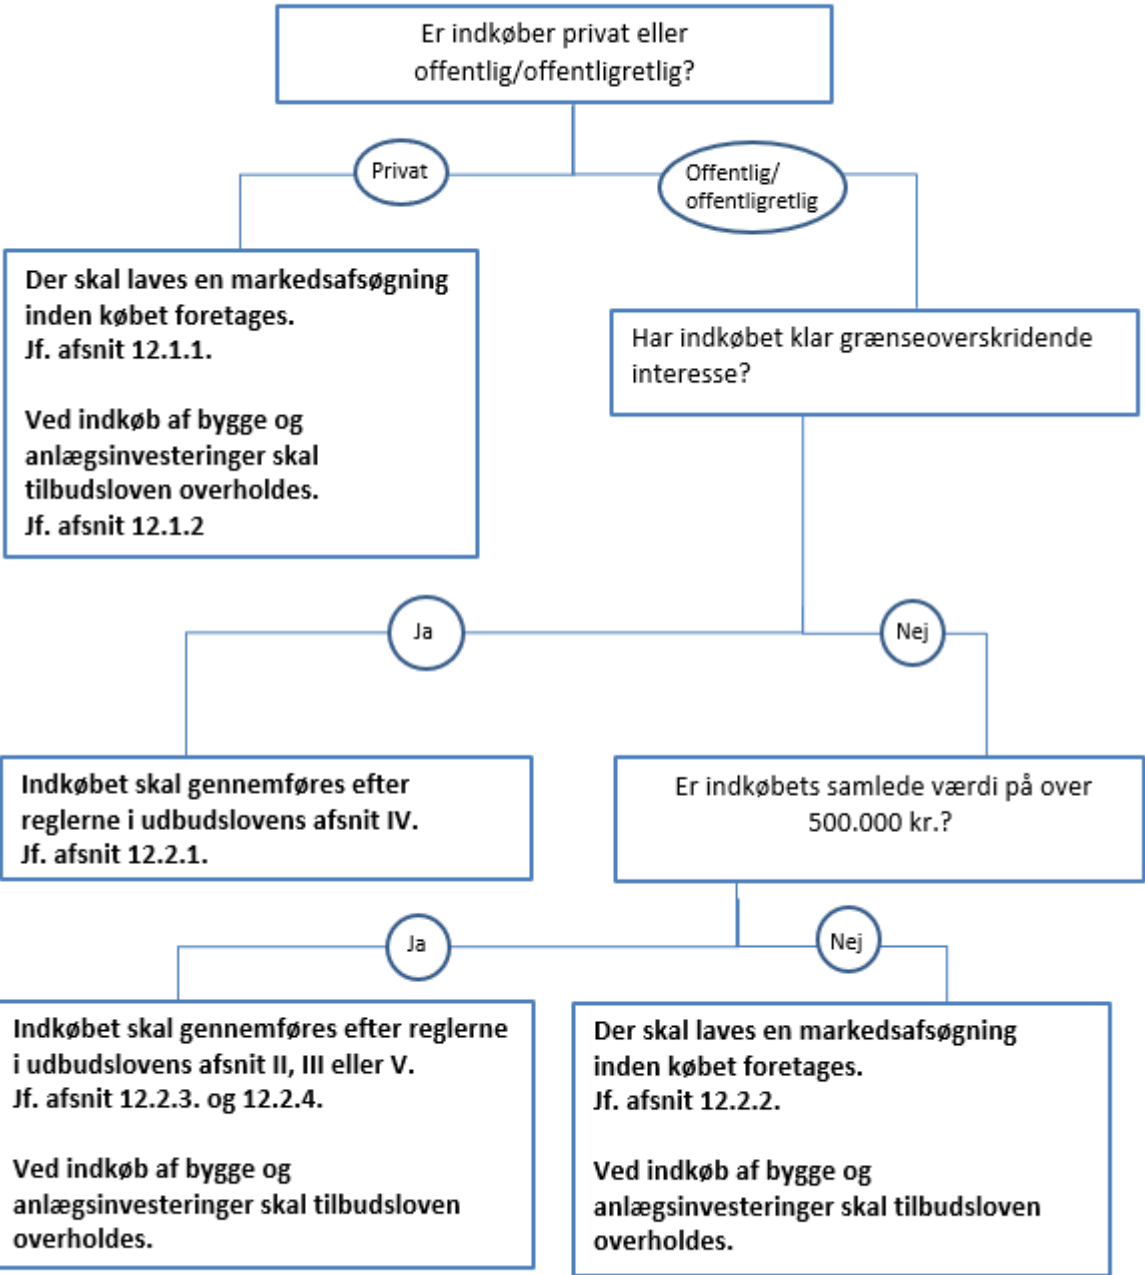 Er indkøber privat eller
offentlig/offentligretlig?
Privat
Offentlig/
offentligretlig
Der skal laves en markedsafsøgning
inden købet foretages.
Jf. afsnit 12.1.1.
Ved indkøb af bygge og
anlægsinvesteringer skal
tilbudsloven overholdes.
Jf. afsnit 12.1.2
Har indkøbet klar grænseoverskridende
interesse?
Ja
Nej
Indkøbet skal gennemføres efter
reglerne i udbudslovens afsnit IV.
Jf. afsnit 12.2.1.
Er indkøbets samlede værdi på over
500.000 kr.?
Ja
Nej
Indkøbet skal gennemføres efter reglerne
i udbudslovens afsnit II, III eller V.
Jf. afsnit 12.2.3. og 12.2.4.
Ved indkøb af bygge og
anlægsinvesteringer skal tilbudsloven
overholdes.
Der skal laves en markedsafsøgning
inden købet foretages.
Jf. afsnit 12.2.2.
Ved indkøb af bygge og
anlægsinvesteringer skal tilbudsloven
overholdes.